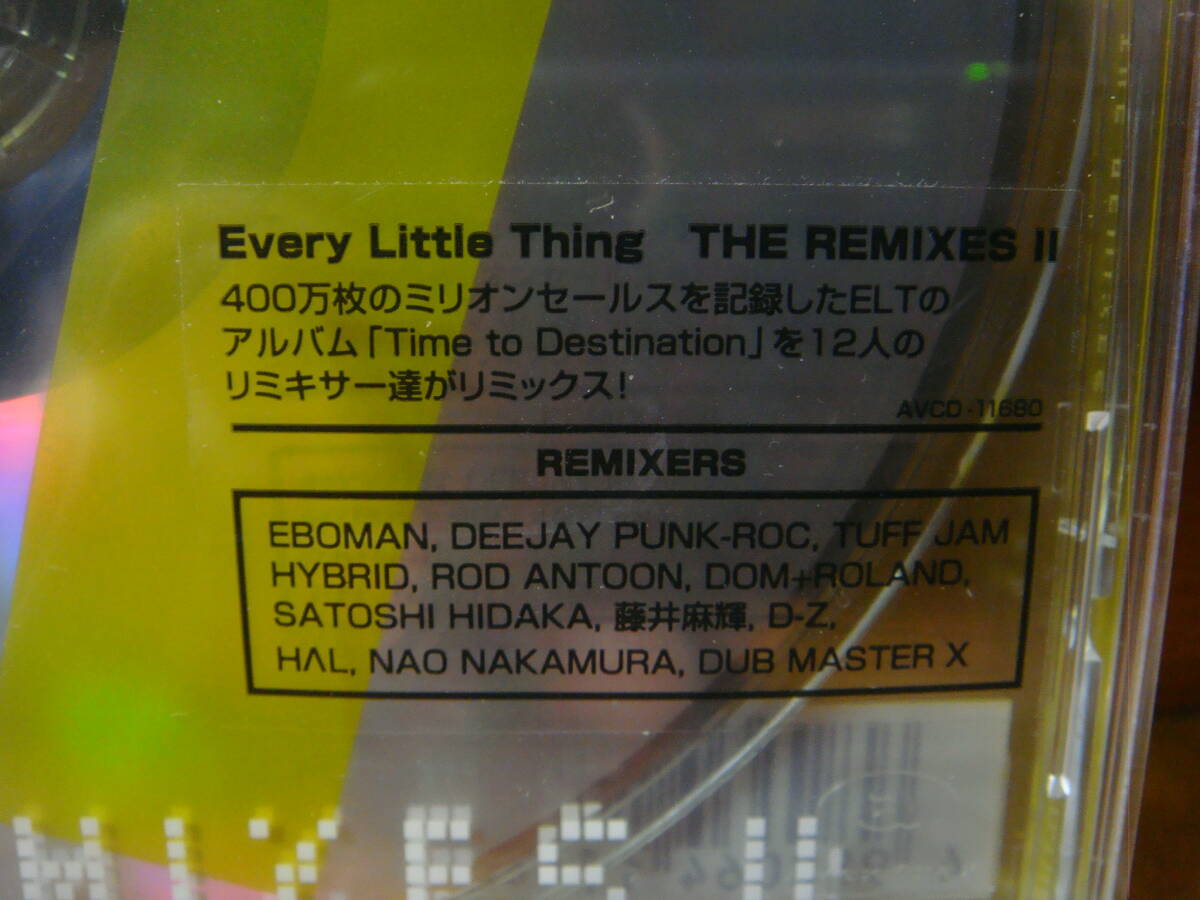 Every Little Thing THE REMIXES II
400万枚のミリオンセールスを記録したELTの
アルバム「Time to Destination」を12人の
リミキサー達がリミックス!
AVCD-11680
REMIXERS
EBOMAN, DEEJAY PUNK-ROC, TUFF JAM
HYBRID, ROD ANTOON, DOM+ROLAND,
SATOSHI HIDAKA, 藤井麻輝, D-Z,
HΛL, NAO NAKAMURA, DUB MASTER X